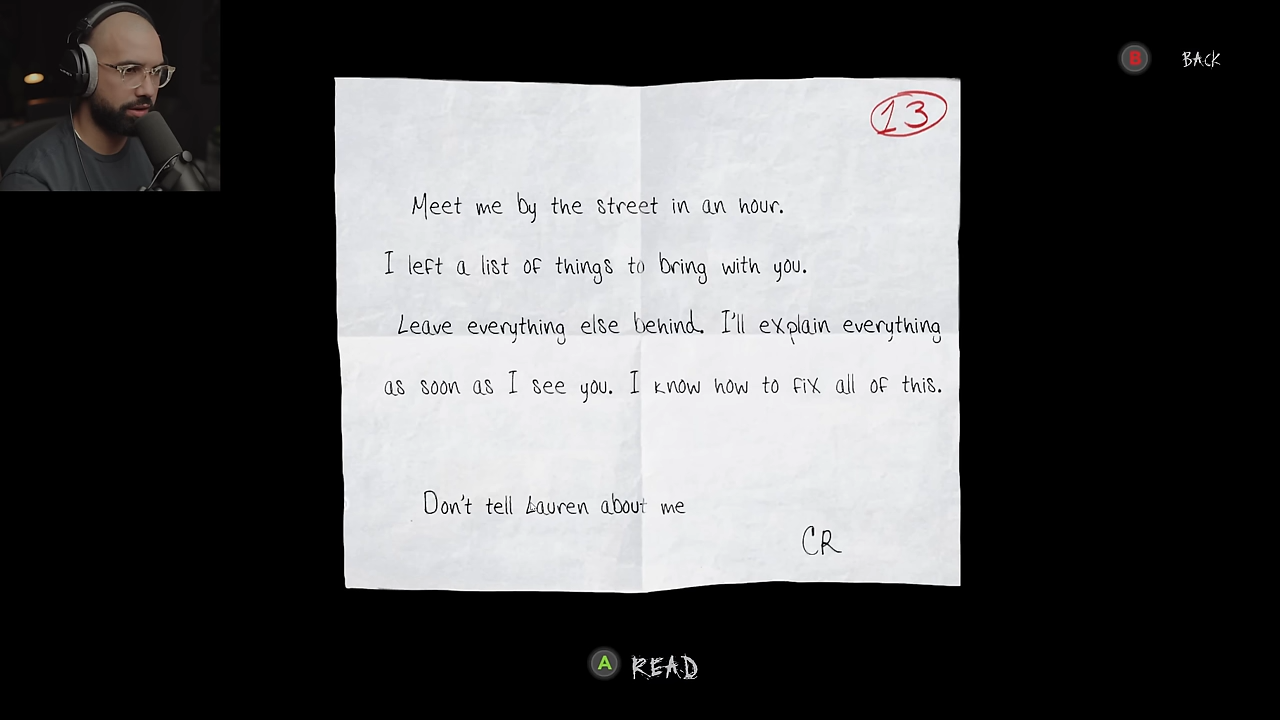 B BACK
13
Meet me by the street in an hour.
I left a list of things to bring with you.
Leave everything else behind. I'll explain everything
as soon as I see you. I know how to fix all of this.
Don't tell Lauren about me
CR
A READ